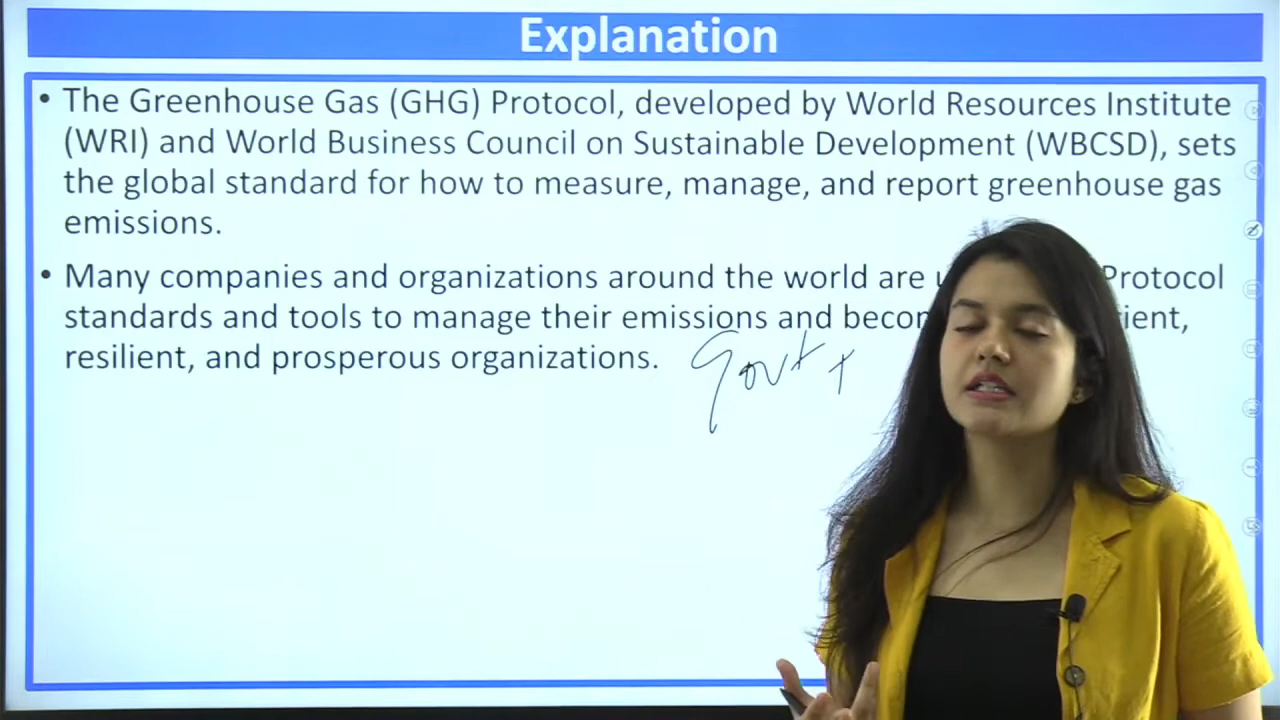 Explanation
• The Greenhouse Gas (GHG) Protocol, developed by World Resources Institute
(WRI) and World Business Council on Sustainable Development (WBCSD), sets
the global standard for how to measure, manage, and report greenhouse gas
emissions.
• Many companies and organizations around the world are Protocol
standards and tools to manage their emissions and
resilient, and prosperous organizations. Govt +